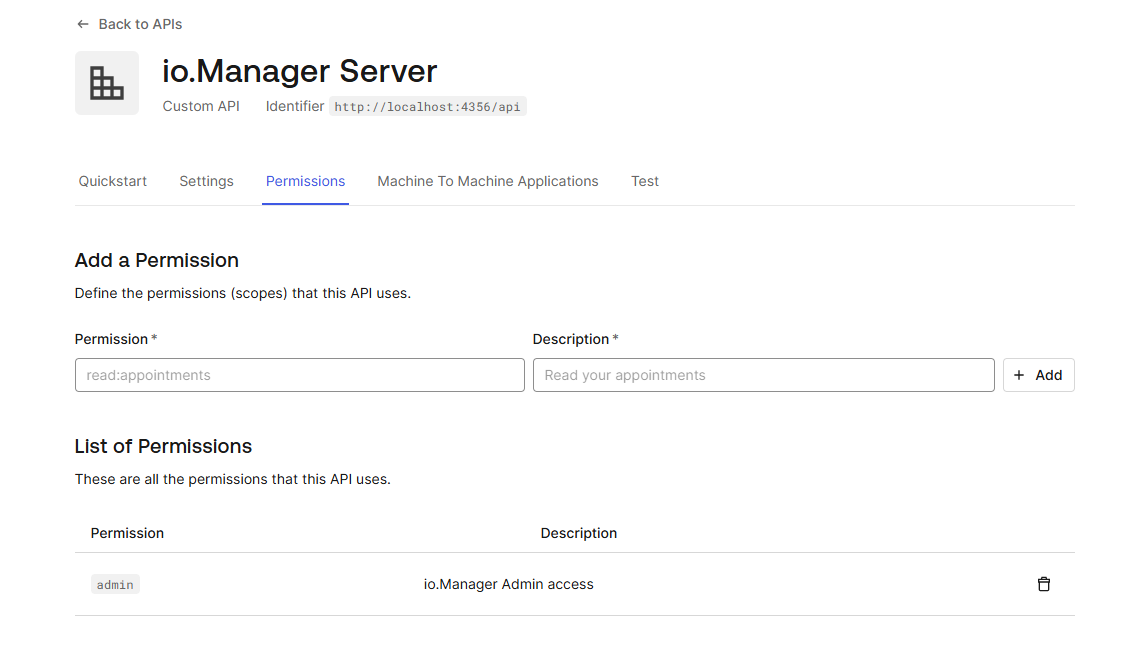 ← Back to APIs
io.Manager Server
Custom API Identifier http://localhost:4356/api
Quickstart Settings Permissions Machine To Machine Applications Test
Add a Permission
Define the permissions (scopes) that this API uses.
Permission * Description *
read:appointments Read your appointments + Add
List of Permissions
These are all the permissions that this API uses.
Permission Description
admin io.Manager Admin access